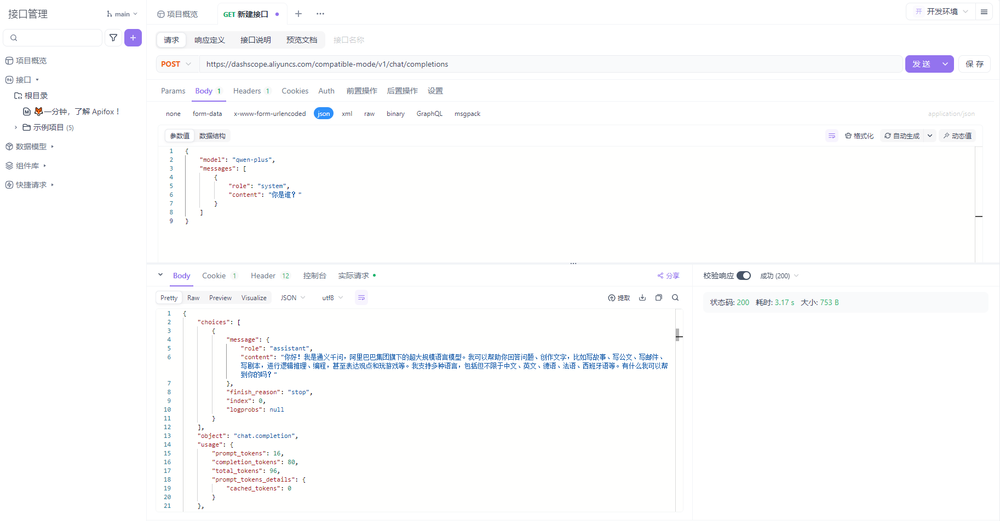 接口管理
main
项目概览
接口
根目录
🦊一分钟，了解 Apifox！
示例项目 (5)
数据模型
组件库
快捷请求
项目概览
GET 新建接口
开 开发环境
请求 响应定义 接口说明 预览文档 接口名称
POST https://dashscope.aliyuncs.com/compatible-mode/v1/chat/completions 发 送 保 存
Params Body 1 Headers 1 Cookies Auth 前置操作 后置操作 设置
none form-data x-www-form-urlencoded json xml raw binary GraphQL msgpack application/json
参数值 数据结构 格式化 自动生成 动态值
1 {
2 "model": "qwen-plus",
3 "messages": [
4 {
5 "role": "system",
6 "content": "你是谁？"
7 }
8 ]
9 }
Body Cookie 1 Header 12 控制台 实际请求 分享 校验响应 成功 (200)
Pretty Raw Preview Visualize JSON utf8 提取
状态码: 200 耗时: 3.17 s 大小: 753 B
1 {
2 "choices": [
3 {
4 "message": {
5 "role": "assistant",
6 "content": "你好！我是通义千问，阿里巴巴集团旗下的超大规模语言模型。我可以帮助你回答问题、创作文字，比如写故事、写公文、写邮件、
写剧本，进行逻辑推理、编程，甚至表达观点和玩游戏等。我支持多种语言，包括但不限于中文、英文、德语、法语、西班牙语等。有什么我可以帮
到你的吗？"
7 },
8 "finish_reason": "stop",
9 "index": 0,
10 "logprobs": null
11 }
12 ],
13 "object": "chat.completion",
14 "usage": {
15 "prompt_tokens": 16,
16 "completion_tokens": 80,
17 "total_tokens": 96,
18 "prompt_tokens_details": {
19 "cached_tokens": 0
20 }
21 },